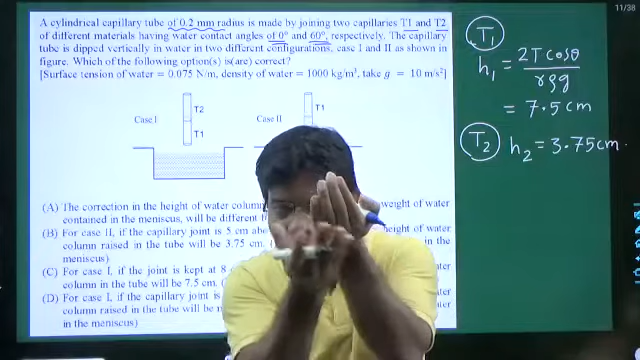 11/38
A cylindrical capillary tube of 0.2 mm radius is made by joining two capillaries T1 and T2
of different materials having water contact angles of 0° and 60°, respectively. The capillary
tube is dipped vertically in water in two different configurations, case I and II as shown in
figure. Which of the following option(s) is(are) correct?
[Surface tension of water = 0.075 N/m, density of water = 1000 kg/m³, take g = 10 m/s²]
Case I
T2
T1
Case II
T1
(A) The correction in the height of water column
weight of water
contained in the meniscus, will be different f
(B) For case II, if the capillary joint is 5 cm abo
height of water
column raised in the tube will be 3.75 cm. (
in the
meniscus)
(C) For case I, if the joint is kept at 8 c
water
column in the tube will be 7.5 cm. (
(D) For case I, if the capillary joint is
water
column raised in the tube will be
in the meniscus)
T1
h1 = 2T cosθ
rρg
= 7.5 cm
T2 h2 = 3.75 cm.